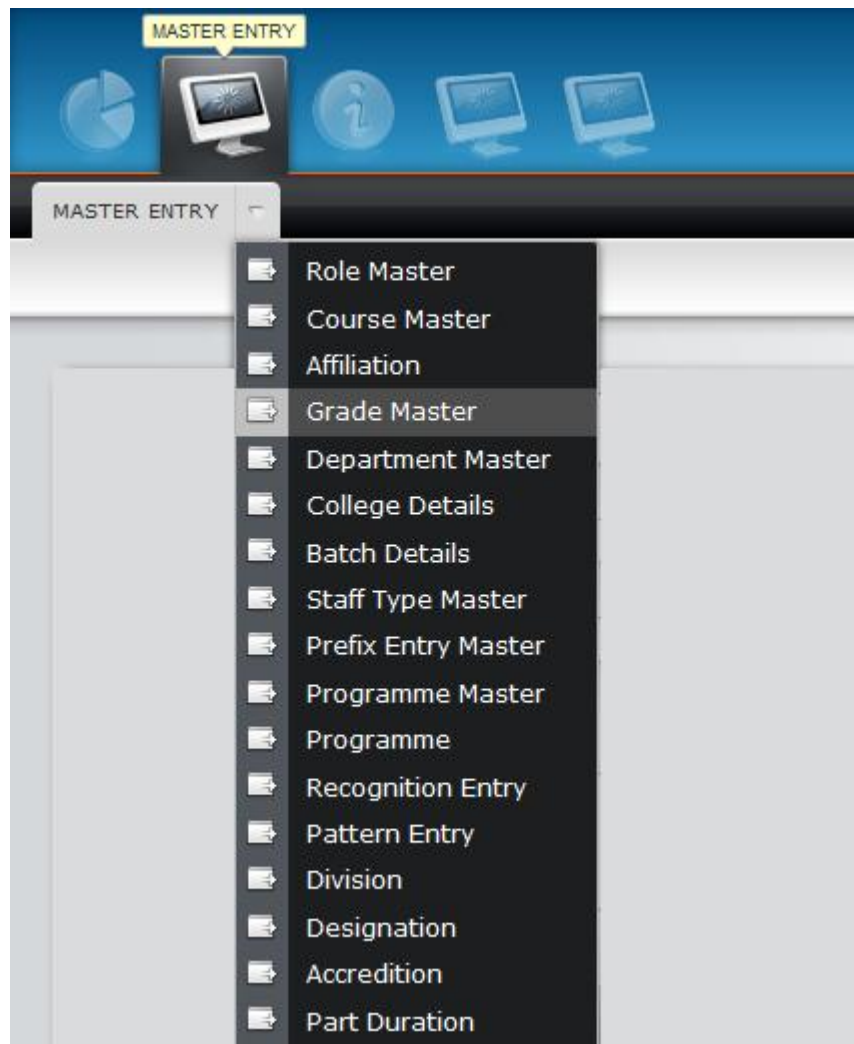 MASTER ENTRY
MASTER ENTRY
Role Master
Course Master
Affiliation
Grade Master
Department Master
College Details
Batch Details
Staff Type Master
Prefix Entry Master
Programme Master
Programme
Recognition Entry
Pattern Entry
Division
Designation
Accredition
Part Duration